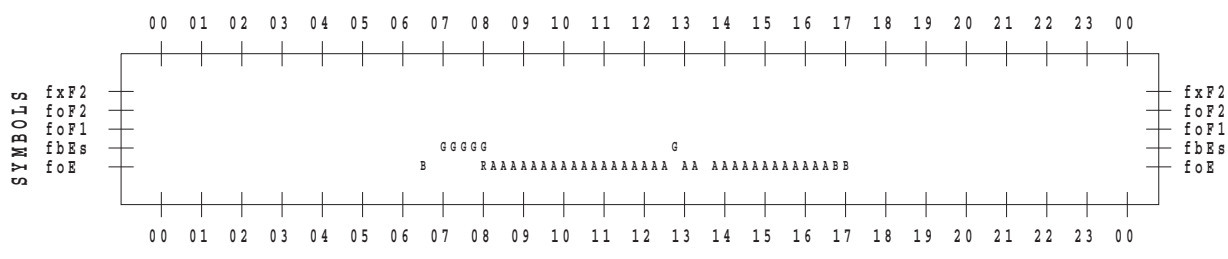 00 01 02 03 04 05 06 07 08 09 10 11 12 13 14 15 16 17 18 19 20 21 22 23 00
SYMBOLS
fxF2 fxF2
foF2 foF2
foF1 foF1
fbEs GGGGG G fbEs
foE B RAAAAAAAAAAAAAAAAAA AA AAAAAAAAAAAABB foE
00 01 02 03 04 05 06 07 08 09 10 11 12 13 14 15 16 17 18 19 20 21 22 23 00